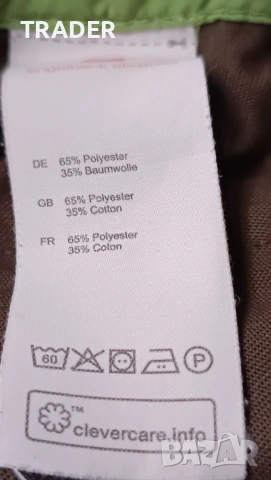 TRADER
DE 65% Polyester
35% Baumwolle
GB 65% Polyester
35% Cotton
FR 65% Polyester
35% Coton
60 P
™
clevercare.info
BAZAR